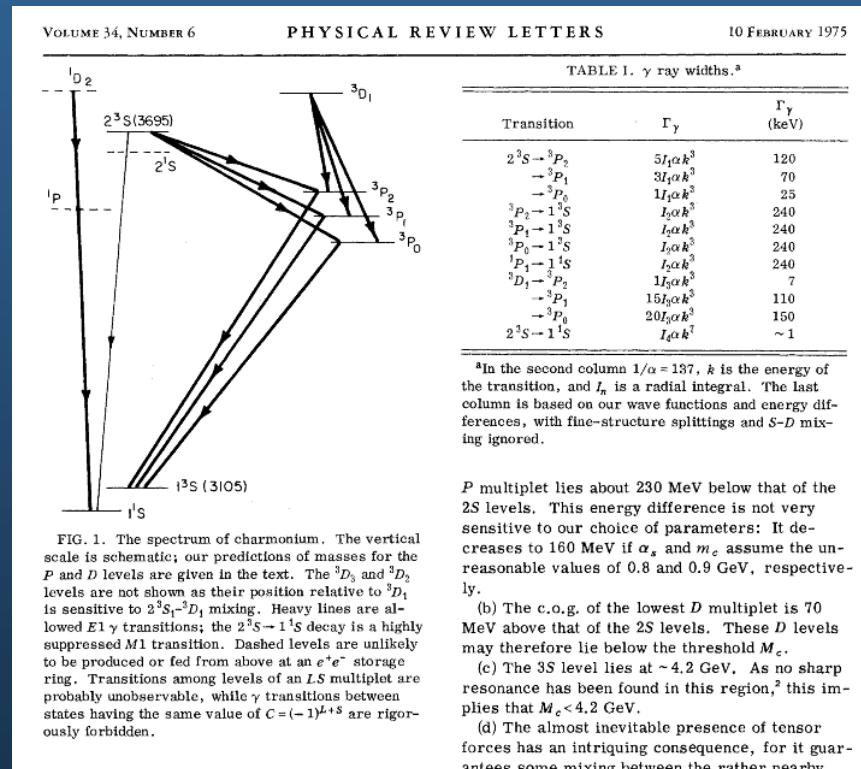 VOLUME 34, NUMBER 6 PHYSICAL REVIEW LETTERS 10 FEBRUARY 1975
¹D₂
2³S(3695)
2¹S
¹P
³D₁
³P₂
³P₁
³P₀
1³S (3105)
1¹S
FIG. 1. The spectrum of charmonium. The vertical
scale is schematic; our predictions of masses for the
P and D levels are given in the text. The ³D₃ and ³D₂
levels are not shown as their position relative to ³D₁
is sensitive to 2³S₁-³D₁ mixing. Heavy lines are al-
lowed E1 γ transitions; the 2³S→1¹S decay is a highly
suppressed M1 transition. Dashed levels are unlikely
to be produced or fed from above at an e⁺e⁻ storage
ring. Transitions among levels of an LS multiplet are
probably unobservable, while γ transitions between
states having the same value of C = (-1)ᴸ⁺ˢ are rigor-
ously forbidden.
TABLE I. γ ray widths.ᵃ
Transition Γγ Γγ (keV)
2³S→³P₂ 5I₁αk³ 120
→³P₁ 3I₁αk³ 70
→³P₀ 1I₁αk³ 25
³P₂→1³S I₂αk³ 240
³P₁→1³S I₂αk³ 240
³P₀→1³S I₂αk³ 240
¹P₁→1¹S I₂αk³ 240
³D₁→³P₂ 1I₃αk³ 7
→³P₁ 15I₃αk³ 110
→³P₀ 20I₃αk³ 150
2³S→1¹S I₄αk⁷ ~1
ᵃIn the second column 1/α = 137, k is the energy of
the transition, and Iₙ is a radial integral. The last
column is based on our wave functions and energy dif-
ferences, with fine-structure splittings and S-D mix-
ing ignored.
P multiplet lies about 230 MeV below that of the
2S levels. This energy difference is not very
sensitive to our choice of parameters: It de-
creases to 160 MeV if αₛ and m_c assume the un-
reasonable values of 0.8 and 0.9 GeV, respective-
ly.
(b) The c.o.g. of the lowest D multiplet is 70
MeV above that of the 2S levels. These D levels
may therefore lie below the threshold M_c.
(c) The 3S level lies at ~4.2 GeV. As no sharp
resonance has been found in this region,² this im-
plies that M_c<4.2 GeV.
(d) The almost inevitable presence of tensor
forces has an intriquing consequence, for it guar-
antees some mixing between the rather nearby